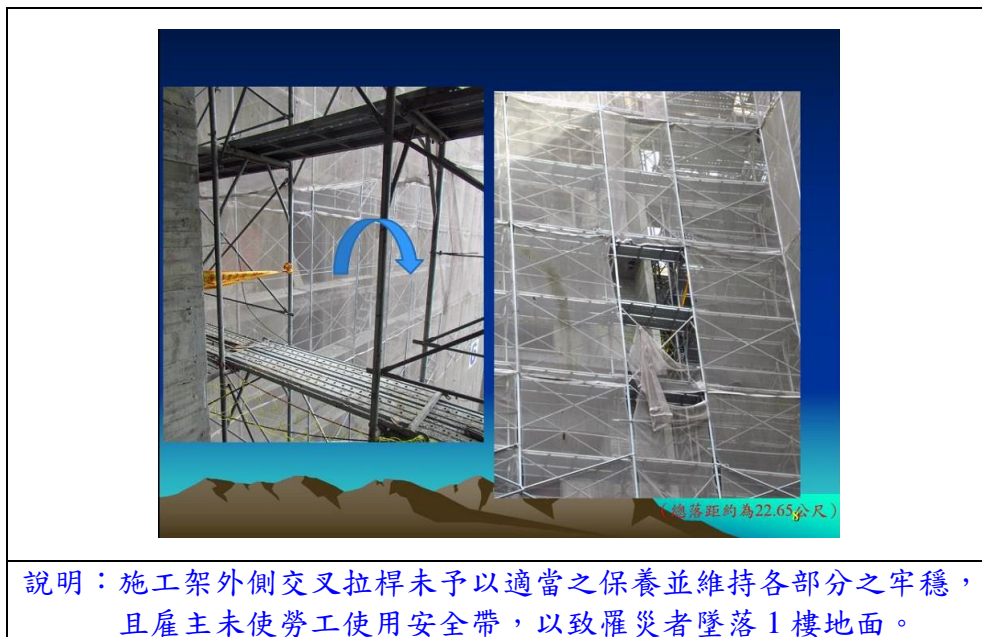 （總落距約為22.65公尺）
8
說明：施工架外側交叉拉桿未予以適當之保養並維持各部分之牢穩，
且雇主未使勞工使用安全帶，以致罹災者墜落1樓地面。